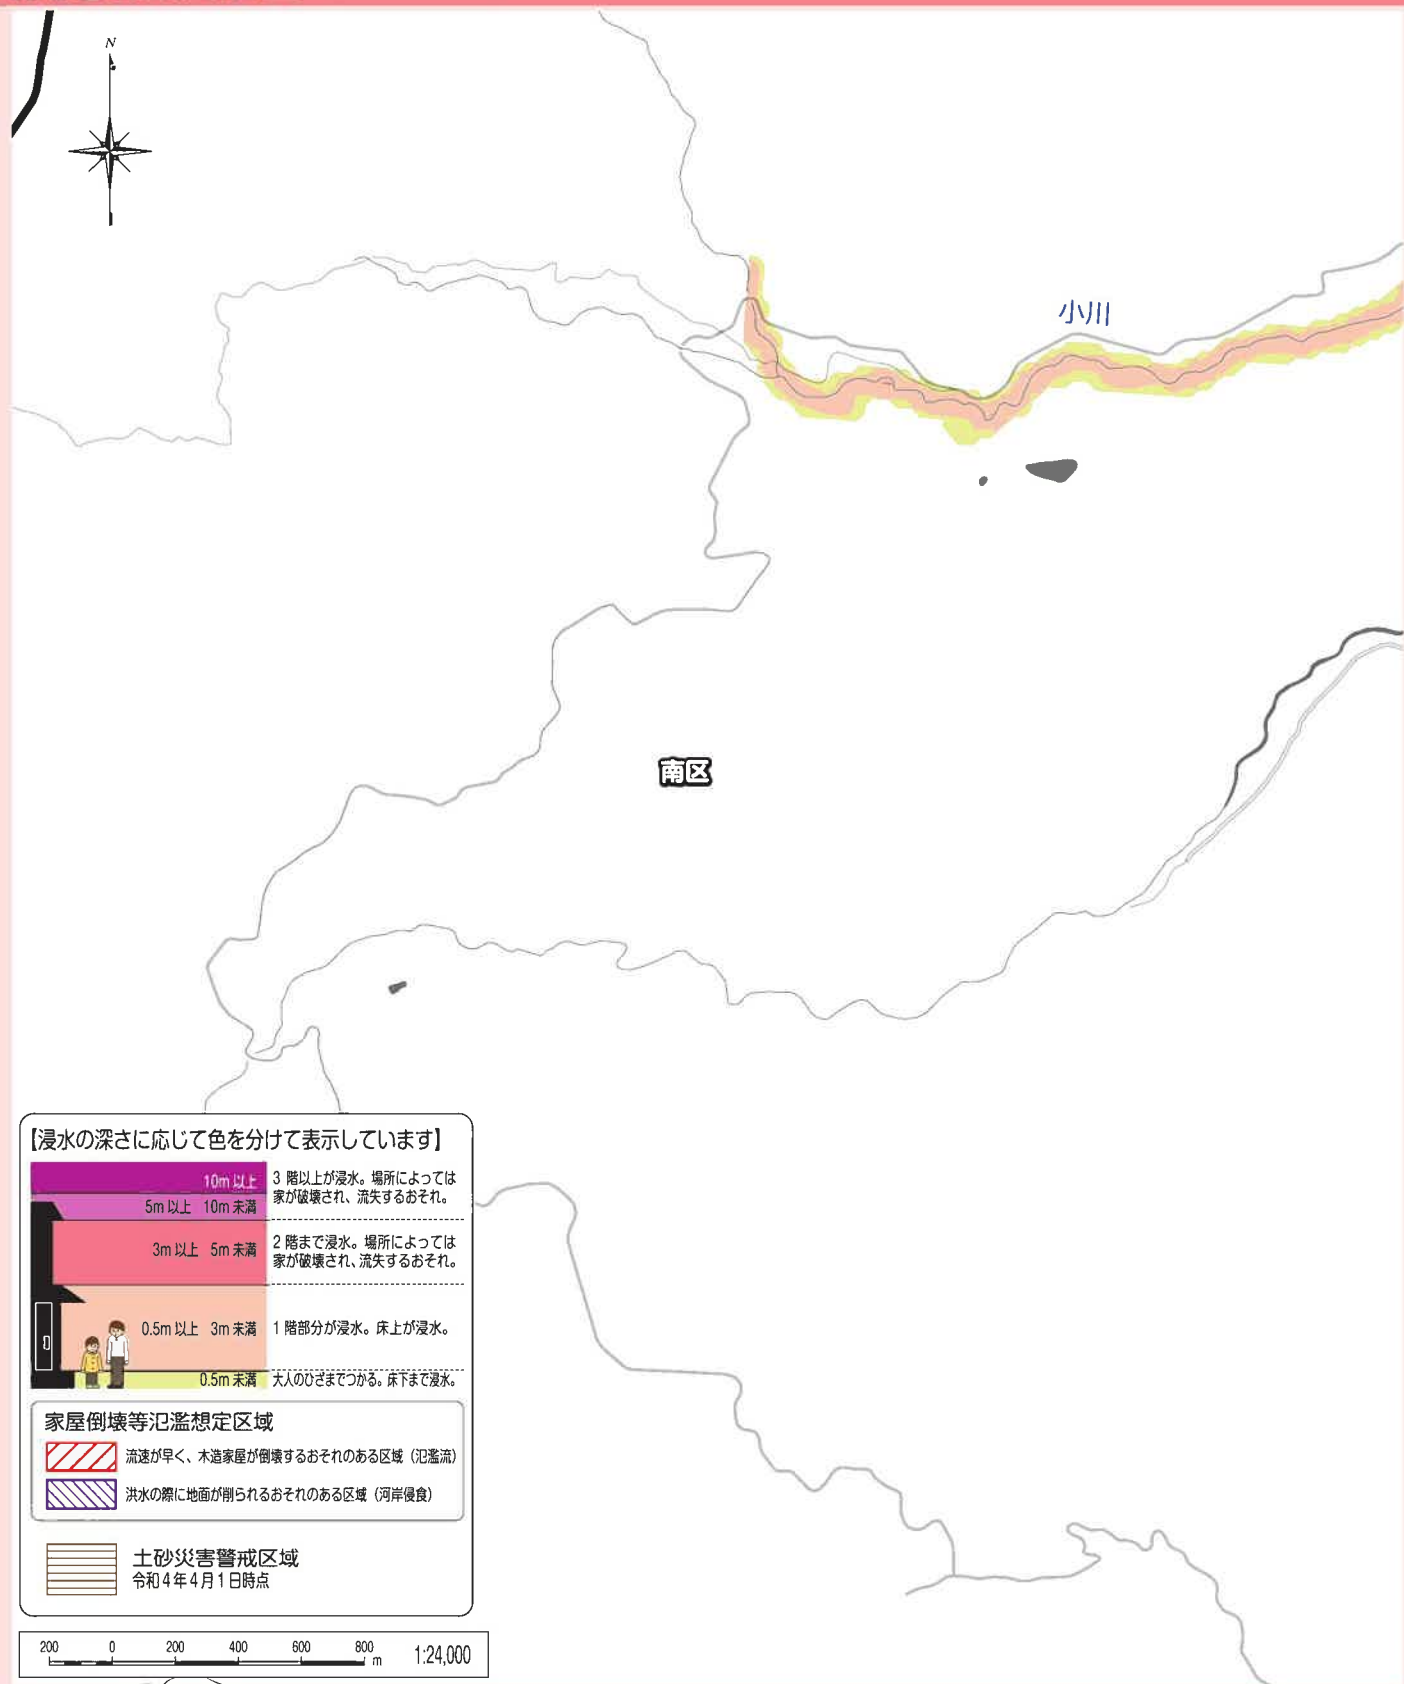 N
小川
南区
【浸水の深さに応じて色を分けて表示しています】
10m 以上
3 階以上が浸水。場所によっては
家が破壊され、流失するおそれ。
5m 以上 10m 未満
3m 以上 5m 未満
2 階まで浸水。場所によっては
家が破壊され、流失するおそれ。
0.5m 以上 3m 未満
1 階部分が浸水。床上が浸水。
0.5m 未満
大人のひざまでつかる。床下まで浸水。
家屋倒壊等氾濫想定区域
流速が早く、木造家屋が倒壊するおそれのある区域（氾濫流）
洪水の際に地面が削られるおそれのある区域（河岸侵食）
土砂災害警戒区域
令和4年4月1日時点
200 0 200 400 600 800 m 1:24,000